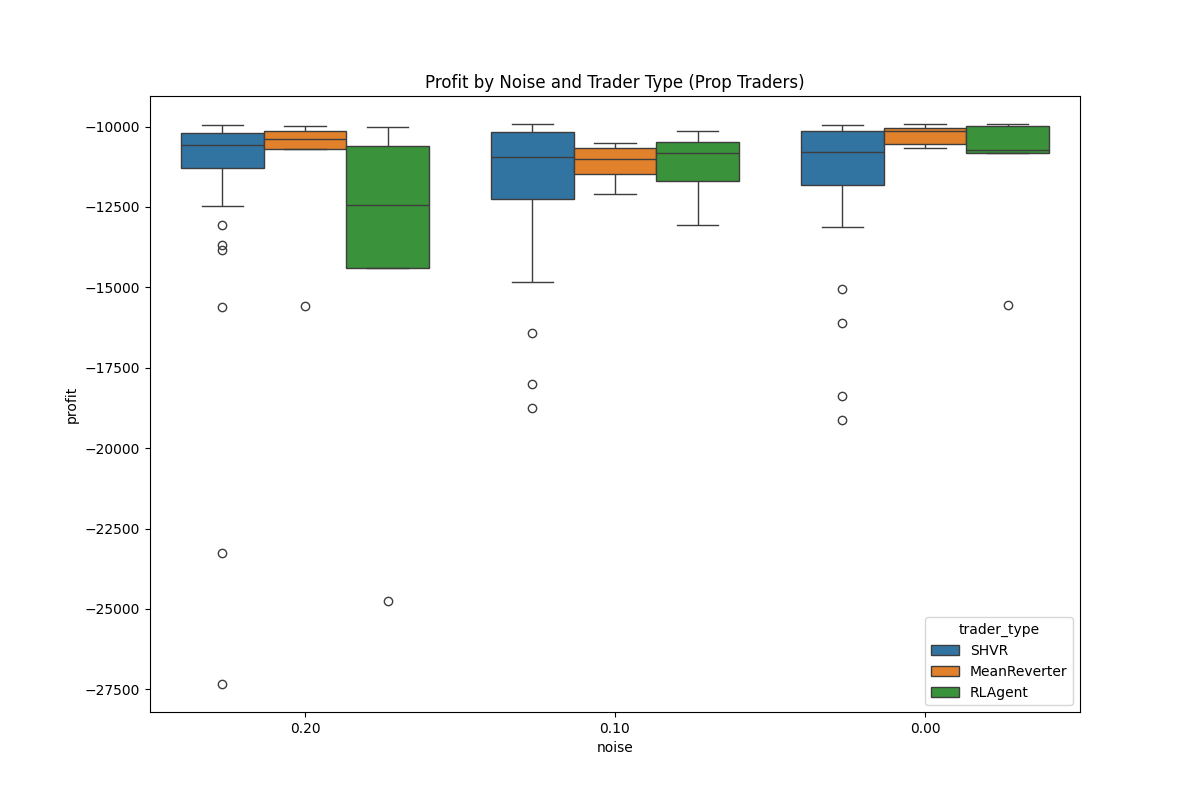 Profit by Noise and Trader Type (Prop Traders)
−10000
−12500
−15000
−17500
−20000
−22500
−25000
−27500
profit
0.20
0.10
0.00
noise
trader_type
SHVR
MeanReverter
RLAgent